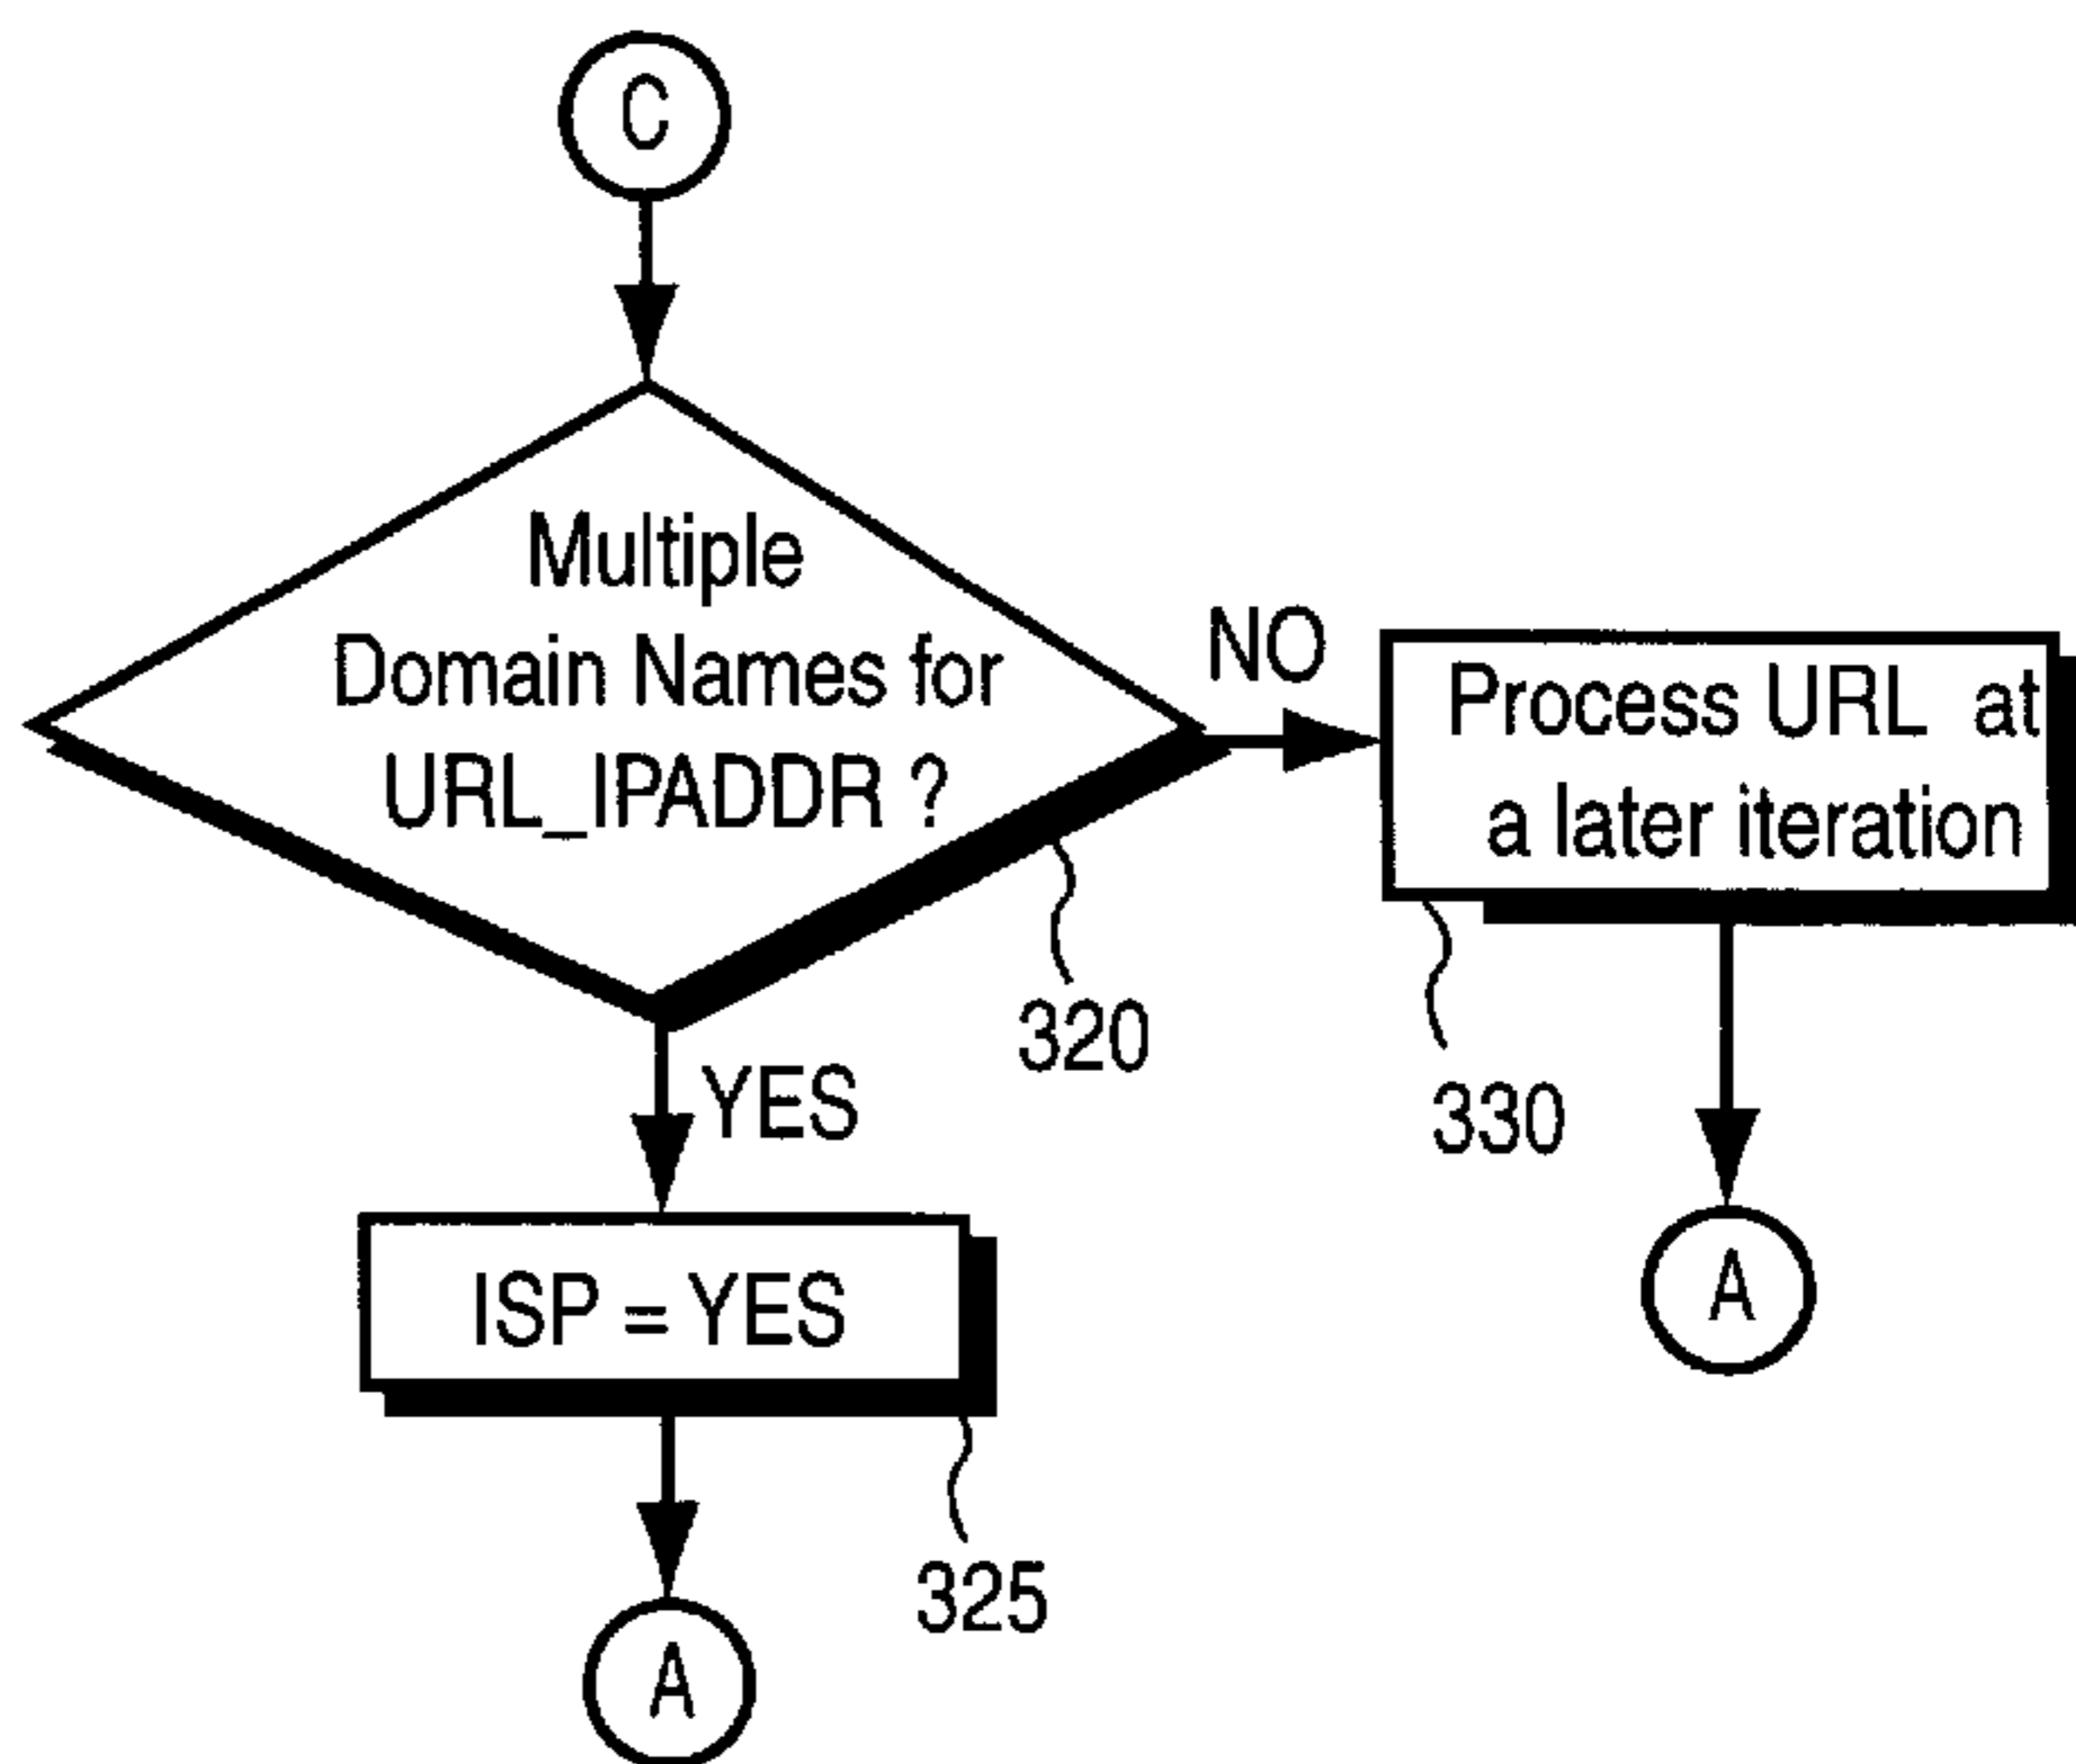 C
Multiple
Domain Names for
URL_IPADDR ?
NO
Process URL at
a later iteration
320
330
YES
ISP = YES
A
325
A